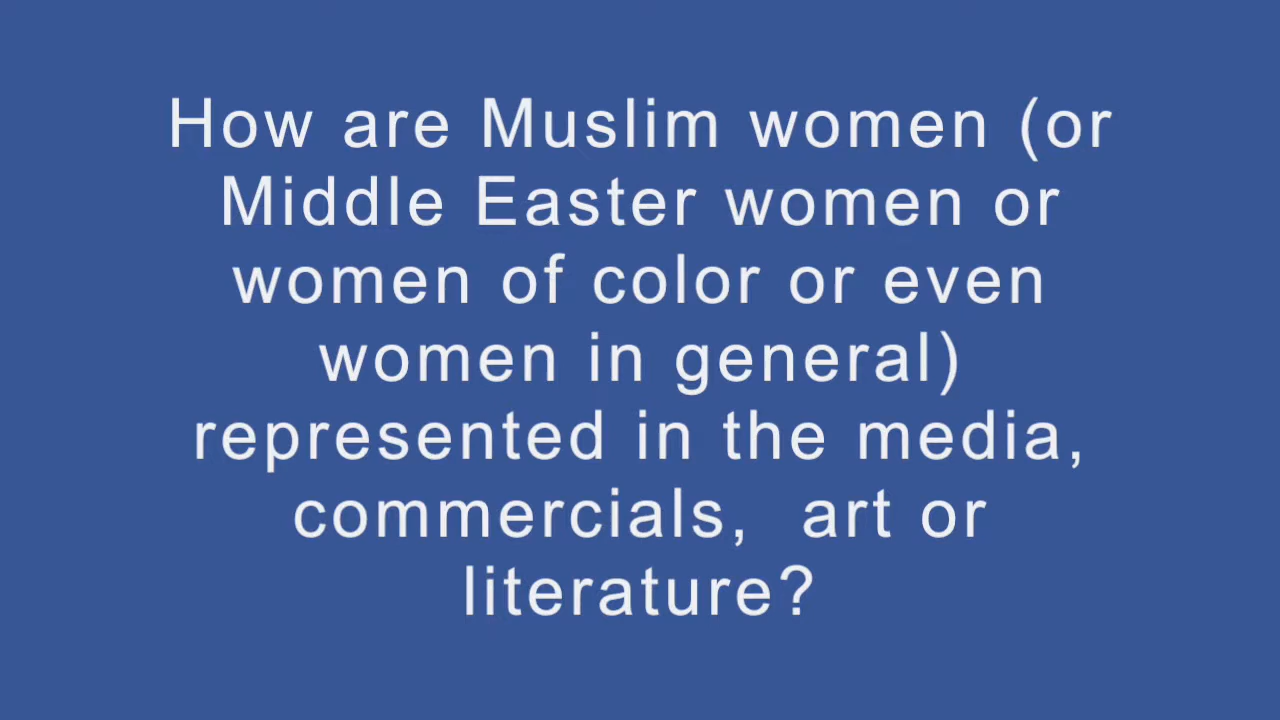 How are Muslim women (or
Middle Easter women or
women of color or even
women in general)
represented in the media,
commercials,  art or
literature?